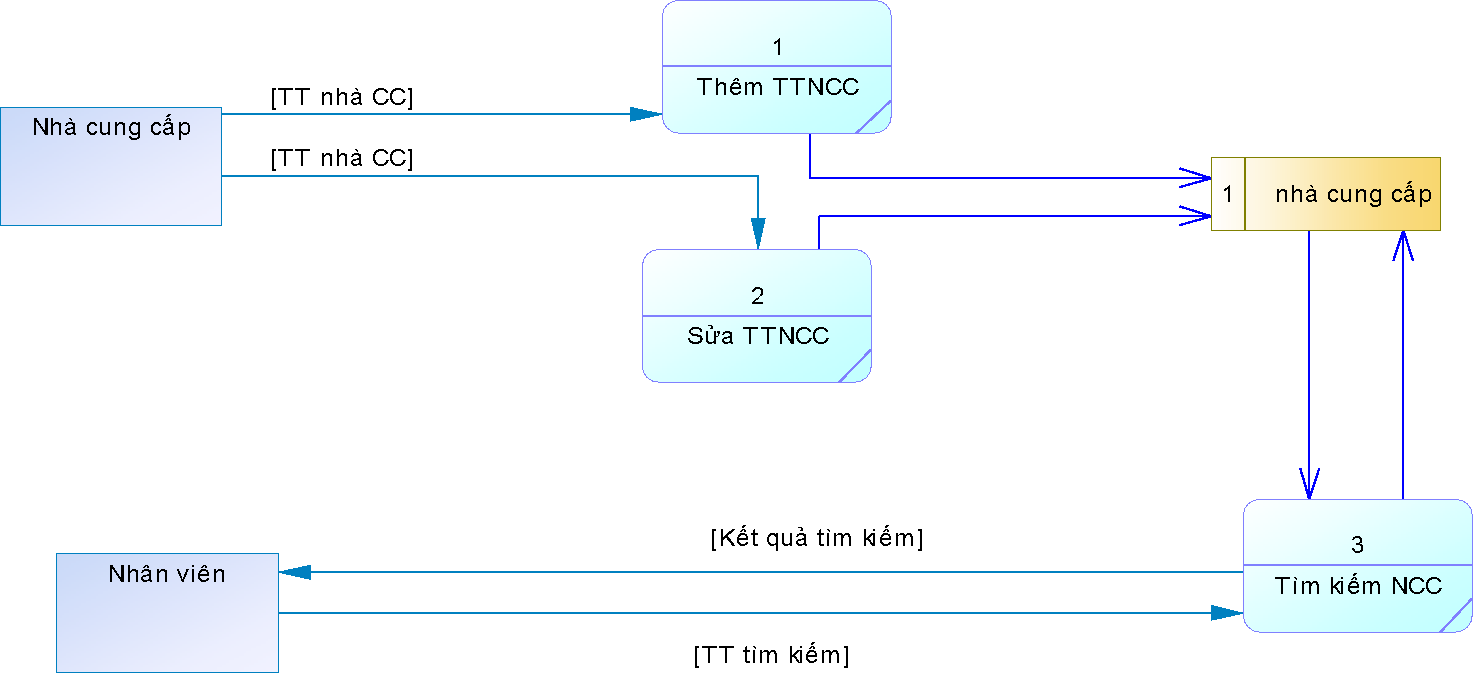 1
Thêm TTNCC
[TT nhà CC]
Nhà cung cấp
[TT nhà CC]
1
nhà cung cấp
2
Sửa TTNCC
[Kết quả tìm kiếm]
3
Nhân viên
Tìm kiếm NCC
[TT tìm kiếm]